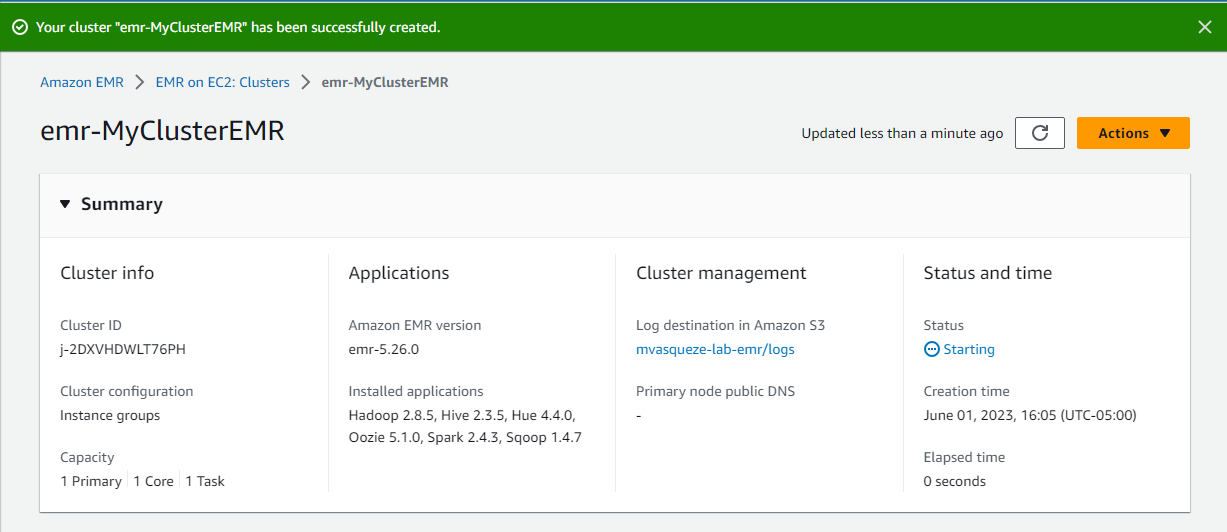 Your cluster "emr-MyClusterEMR" has been successfully created.
Amazon EMR > EMR on EC2: Clusters > emr-MyClusterEMR
emr-MyClusterEMR
Updated less than a minute ago
Actions
Summary
Cluster info
Cluster ID
j-2DXVHDWLT76PH
Cluster configuration
Instance groups
Capacity
1 Primary | 1 Core | 1 Task
Applications
Amazon EMR version
emr-5.26.0
Installed applications
Hadoop 2.8.5, Hive 2.3.5, Hue 4.4.0,
Oozie 5.1.0, Spark 2.4.3, Sqoop 1.4.7
Cluster management
Log destination in Amazon S3
mvasqueze-lab-emr/logs
Primary node public DNS
-
Status and time
Status
Starting
Creation time
June 01, 2023, 16:05 (UTC-05:00)
Elapsed time
0 seconds